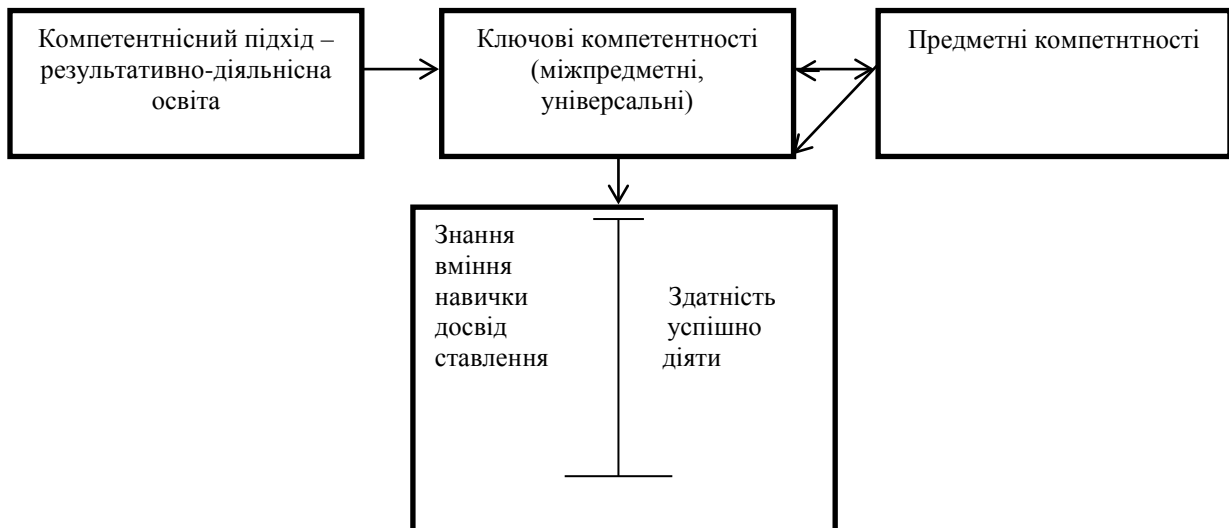 Компетентнісний підхід –
результативно-діяльнісна
освіта
Ключові компетентності
(міжпредметні,
універсальні)
Предметні компетнтності
Знання
вміння
навички
досвід
ставлення
Здатність
успішно
діяти